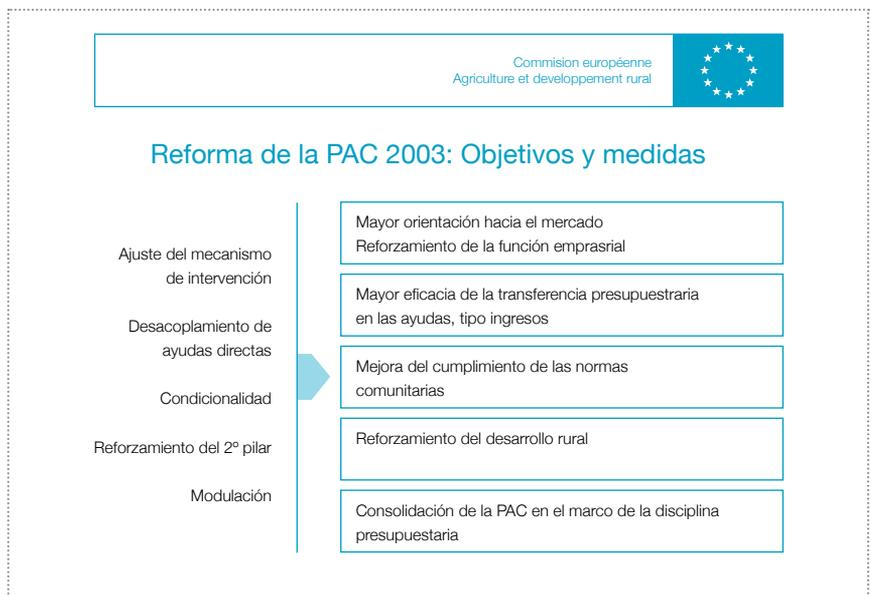 Commision européenne
Agriculture et developpement rural
Reforma de la PAC 2003: Objetivos y medidas
Ajuste del mecanismo
de intervención
Desacoplamiento de
ayudas directas
Condicionalidad
Reforzamiento del 2º pilar
Modulación
Mayor orientación hacia el mercado
Reforzamiento de la función emprasrial
Mayor eficacia de la transferencia presupuestraria
en las ayudas, tipo ingresos
Mejora del cumplimiento de las normas
comunitarias
Reforzamiento del desarrollo rural
Consolidación de la PAC en el marco de la disciplina
presupuestaria